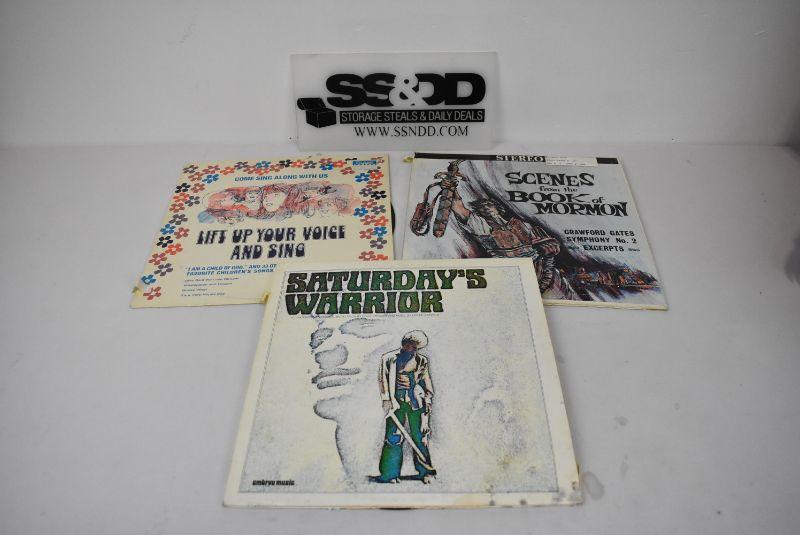 SS&DD
STORAGE STEALS & DAILY DEALS
WWW.SSNDD.COM
COME SING ALONG WITH US
LIFT UP YOUR VOICE
AND SING
"I AM A CHILD OF GOD," AND 33 OF
FAVORITE CHILDREN'S SONGS
STEREO
SCENES
from the
BOOK of
MORMON
CRAWFORD GATES
SYMPHONY No. 2
EXCERPTS
SATURDAY'S
WARRIOR
embryo music